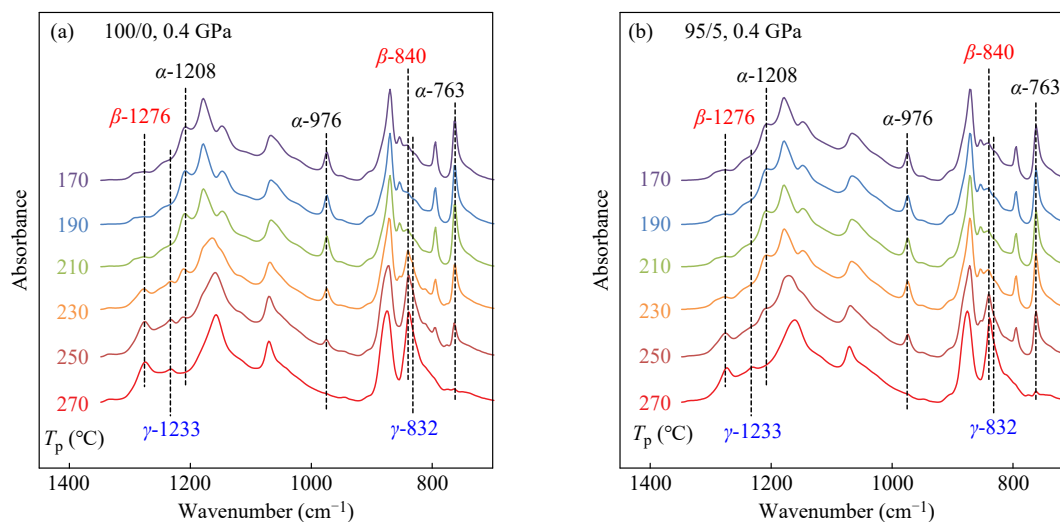 (a) 100/0, 0.4 GPa
β-840
α-1208
α-763
β-1276
α-976
170
190
210
230
250
270
Tp (°C)
γ-1233
γ-832
1400 1200 1000 800
Wavenumber (cm⁻¹)
Absorbance
(b) 95/5, 0.4 GPa
β-840
α-1208
α-763
β-1276
α-976
170
190
210
230
250
270
Tp (°C)
γ-1233
γ-832
1400 1200 1000 800
Wavenumber (cm⁻¹)
Absorbance